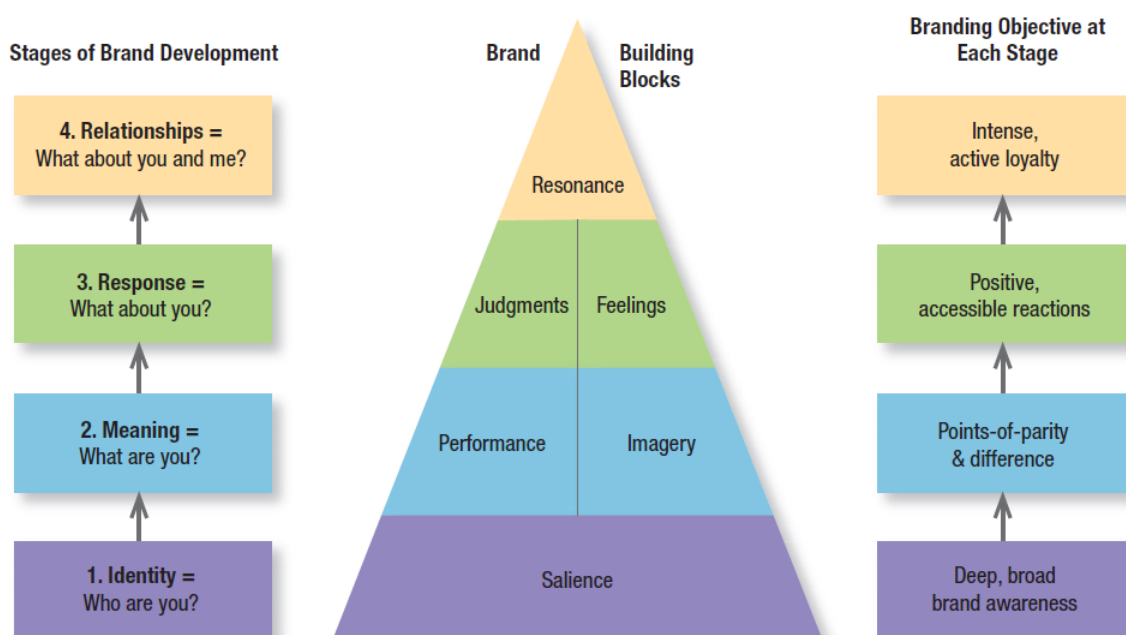 Stages of Brand Development
Brand
Building
Blocks
Branding Objective at
Each Stage
4. Relationships =
What about you and me?
Resonance
Intense,
active loyalty
3. Response =
What about you?
Judgments
Feelings
Positive,
accessible reactions
2. Meaning =
What are you?
Performance
Imagery
Points-of-parity
& difference
1. Identity =
Who are you?
Salience
Deep, broad
brand awareness